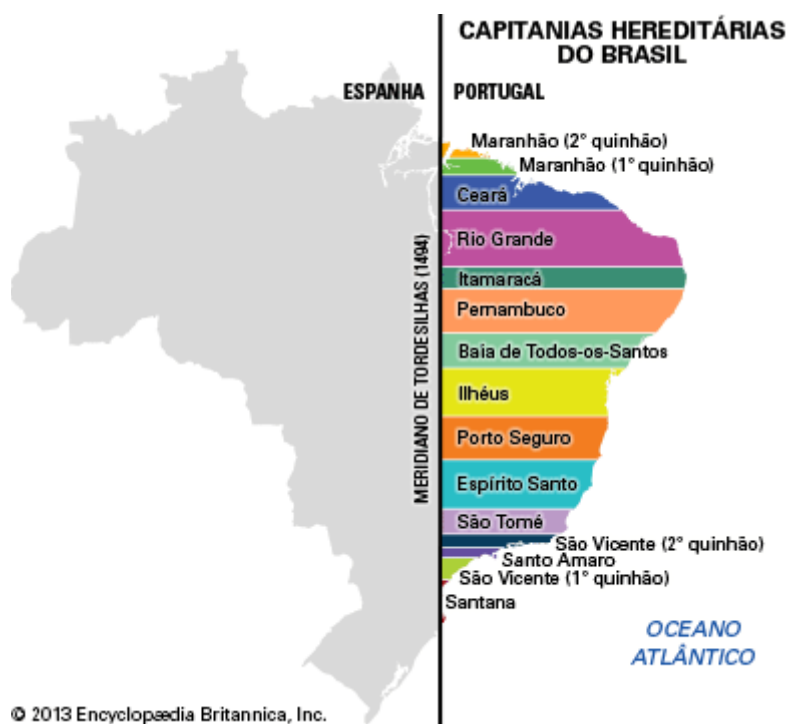 CAPITANIAS HEREDITÁRIAS
DO BRASIL
ESPANHA
PORTUGAL
Maranhão (2° quinhão)
Maranhão (1° quinhão)
Ceará
Rio Grande
Itamaracá
Pernambuco
Baia de Todos-os-Santos
Ilhéus
Porto Seguro
Espírito Santo
São Tomé
São Vicente (2° quinhão)
Santo Amaro
São Vicente (1° quinhão)
Santana
MERIDIANO DE TORDESILHAS (1494)
OCEANO
ATLÂNTICO
© 2013 Encyclopædia Britannica, Inc.